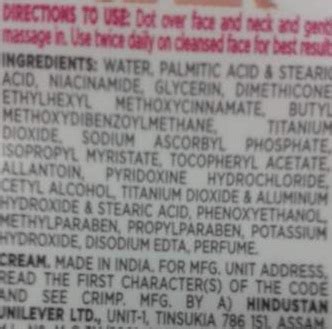 DIRECTIONS TO USE: Dot over face and neck and gent
massage in. Use twice daily on cleansed face for best result
INGREDIENTS: WATER, PALMITIC ACID & STEARI
ACID, NIACINAMIDE, GLYCERIN, DIMETHICONE
ETHYLHEXYL METHOXYCINNAMATE, BUTYL
METHOXYDIBENZOYLMETHANE, TITANIUM
DIOXIDE, SODIUM ASCORBYL PHOSPHATE,
ISOPROPYL MYRISTATE, TOCOPHERYL ACETATE,
ALLANTOIN, PYRIDOXINE HYDROCHLORIDE,
CETYL ALCOHOL, TITANIUM DIOXIDE & ALUMINUM
HYDROXIDE & STEARIC ACID, PHENOXYETHANOL,
METHYLPARABEN, PROPYLPARABEN, POTASSIUM
HYDROXIDE, DISODIUM EDTA, PERFUME.
CREAM. MADE IN INDIA. FOR MFG. UNIT ADDRESS,
READ THE FIRST CHARACTER(S) OF THE CODE
AND SEE CRIMP. MFG. BY A) HINDUSTAN
UNILEVER LTD., UNIT-1, TINSUKIA 786 151, ASSAM.